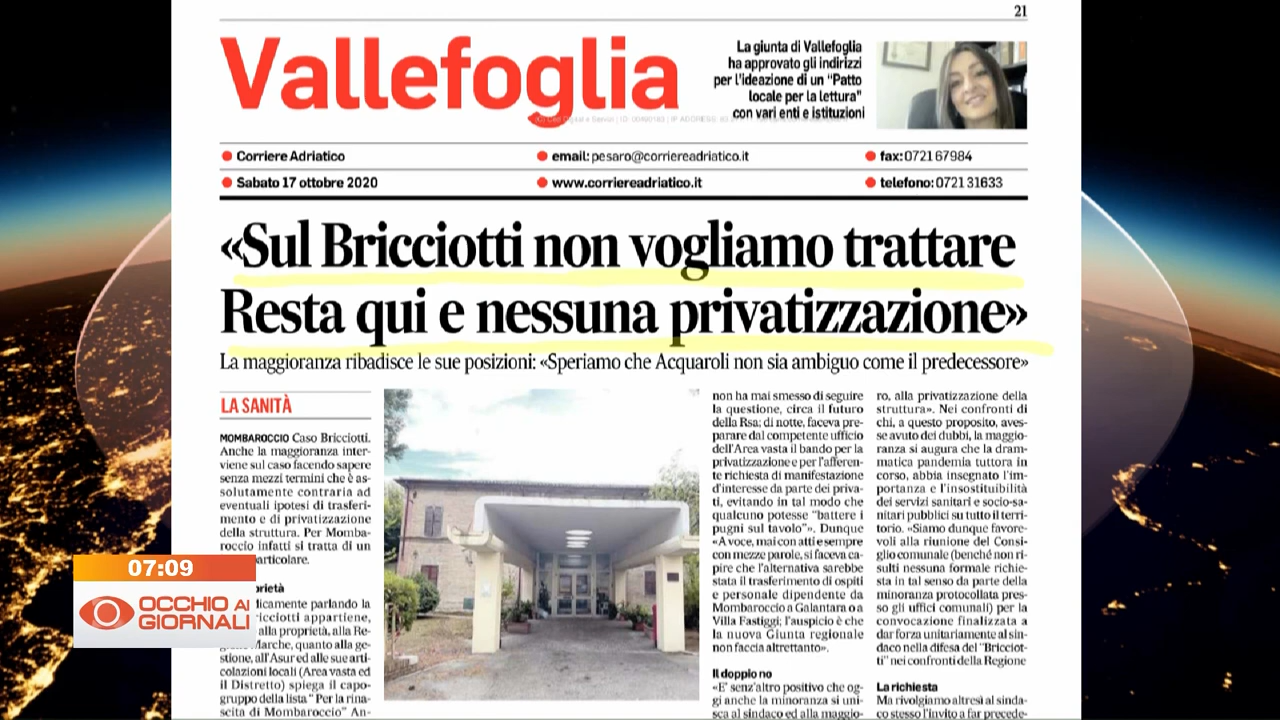 21
Vallefoglia
La giunta di Vallefoglia
ha approvato gli indirizzi
per l'ideazione di un "Patto
locale per la lettura"
con vari enti e istituzioni
Corriere Adriatico
email: pesaro@corriereadriatico.it
fax: 0721 67984
Sabato 17 ottobre 2020
www.corriereadriatico.it
telefono: 0721 31633
«Sul Bricciotti non vogliamo trattare
Resta qui e nessuna privatizzazione»
La maggioranza ribadisce le sue posizioni: «Speriamo che Acquaroli non sia ambiguo come il predecessore»
LA SANITÀ
MOMBAROCCIO Caso Bricciotti.
Anche la maggioranza inter-
viene sul caso facendo sapere
senza mezzi termini che è as-
solutamente contraria ad
eventuali ipotesi di trasferi-
mento e di privatizzazione
della struttura. Per Momba-
roccio infatti si tratta di un
articolare.
prietà
dicamente parlando la
ricciotti appartiene,
alla proprietà, alla Re-
Marche, quanto alla ge-
stione, all'Asur ed alle sue arti-
colazioni locali (Area vasta ed
il Distretto) spiega il capo-
gruppo della lista " Per la rina-
scita di Mombaroccio" An-
non ha mai smesso di seguire
la questione, circa il futuro
della Rsa; di notte, faceva pre-
parare dal competente ufficio
dell'Area vasta il bando per la
privatizzazione e per l'afferen-
te richiesta di manifestazione
d'interesse da parte dei priva-
ti, evitando in tal modo che
qualcuno potesse "battere i
pugni sul tavolo"». Dunque
«A voce, mai con atti e sempre
con mezze parole, si faceva ca-
pire che l'alternativa sarebbe
stata il trasferimento di ospiti
e personale dipendente da
Mombaroccio a Galantara o a
Villa Fastiggi; l'auspicio è che
la nuova Giunta regionale
non faccia altrettanto».
Il doppio no
«E' senz'altro positivo che og-
gi anche la minoranza si uni-
sca al sindaco ed alla maggio-
ro, alla privatizzazione della
struttura». Nei confronti di
chi, a questo proposito, aves-
se avuto dei dubbi, la maggio-
ranza si augura che la dram-
matica pandemia tuttora in
corso, abbia insegnato l'im-
portanza e l'insostituibilità
dei servizi sanitari e socio-sa-
nitari pubblici su tutto il terri-
torio. «Siamo dunque favore-
voli alla riunione del Consi-
glio comunale (benché non ri-
sulti nessuna formale richie-
sta in tal senso da parte della
minoranza protocollata pres-
so gli uffici comunali) per la
convocazione finalizzata a
dar forza unitariamente al sin-
daco nella difesa del "Bricciot-
ti" nei confronti della Regione
La richiesta
Ma rivolgiamo altresì al sinda-
co stesso l'invito a far precede-
07:09
OCCHIO AI
GIORNALI